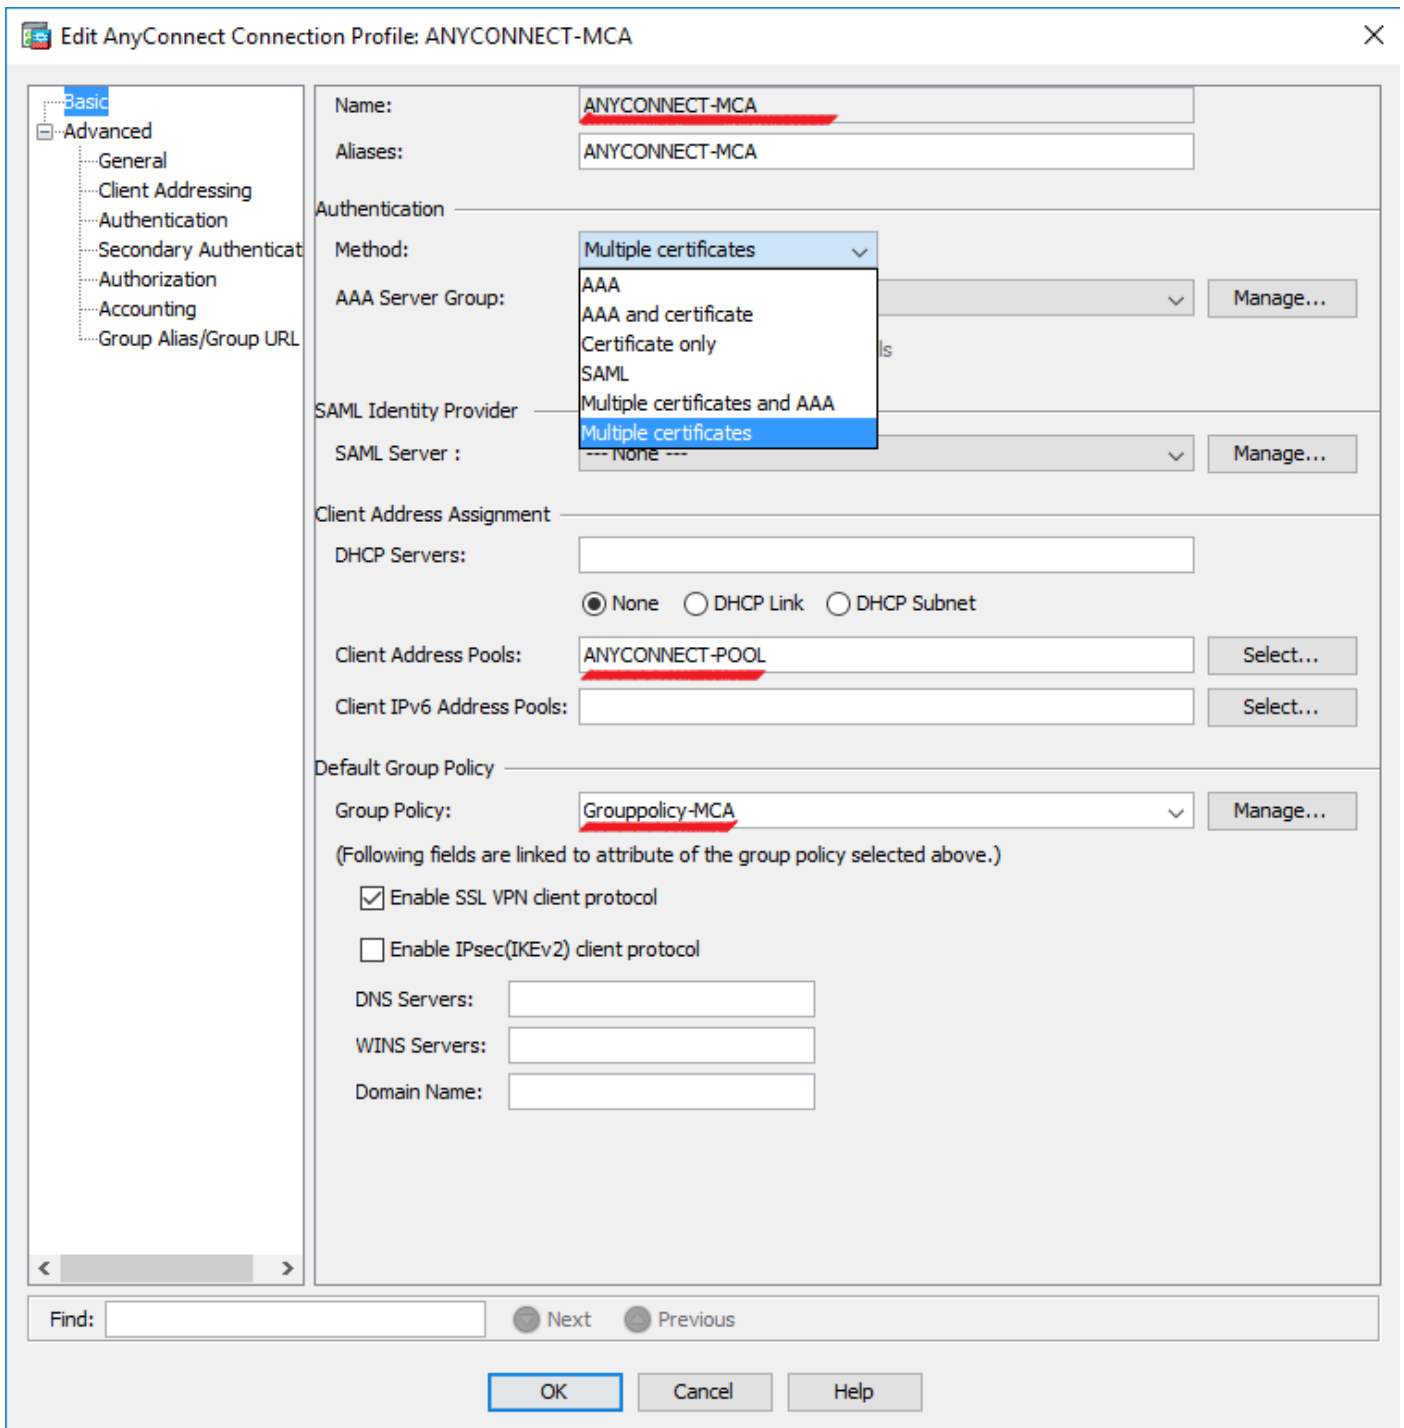 Edit AnyConnect Connection Profile: ANYCONNECT-MCA
Basic
Advanced
General
Client Addressing
Authentication
Secondary Authenticat
Authorization
Accounting
Group Alias/Group URL
Name: ANYCONNECT-MCA
Aliases: ANYCONNECT-MCA
Authentication
Method: Multiple certificates
AAA
AAA and certificate
Certificate only
SAML
Multiple certificates and AAA
Multiple certificates
AAA Server Group: Manage...
ls
SAML Identity Provider
SAML Server : --- None --- Manage...
Client Address Assignment
DHCP Servers:
None DHCP Link DHCP Subnet
Client Address Pools: ANYCONNECT-POOL Select...
Client IPv6 Address Pools: Select...
Default Group Policy
Group Policy: Grouppolicy-MCA Manage...
(Following fields are linked to attribute of the group policy selected above.)
Enable SSL VPN client protocol
Enable IPsec(IKEv2) client protocol
DNS Servers:
WINS Servers:
Domain Name:
Find: Next Previous
OK Cancel Help